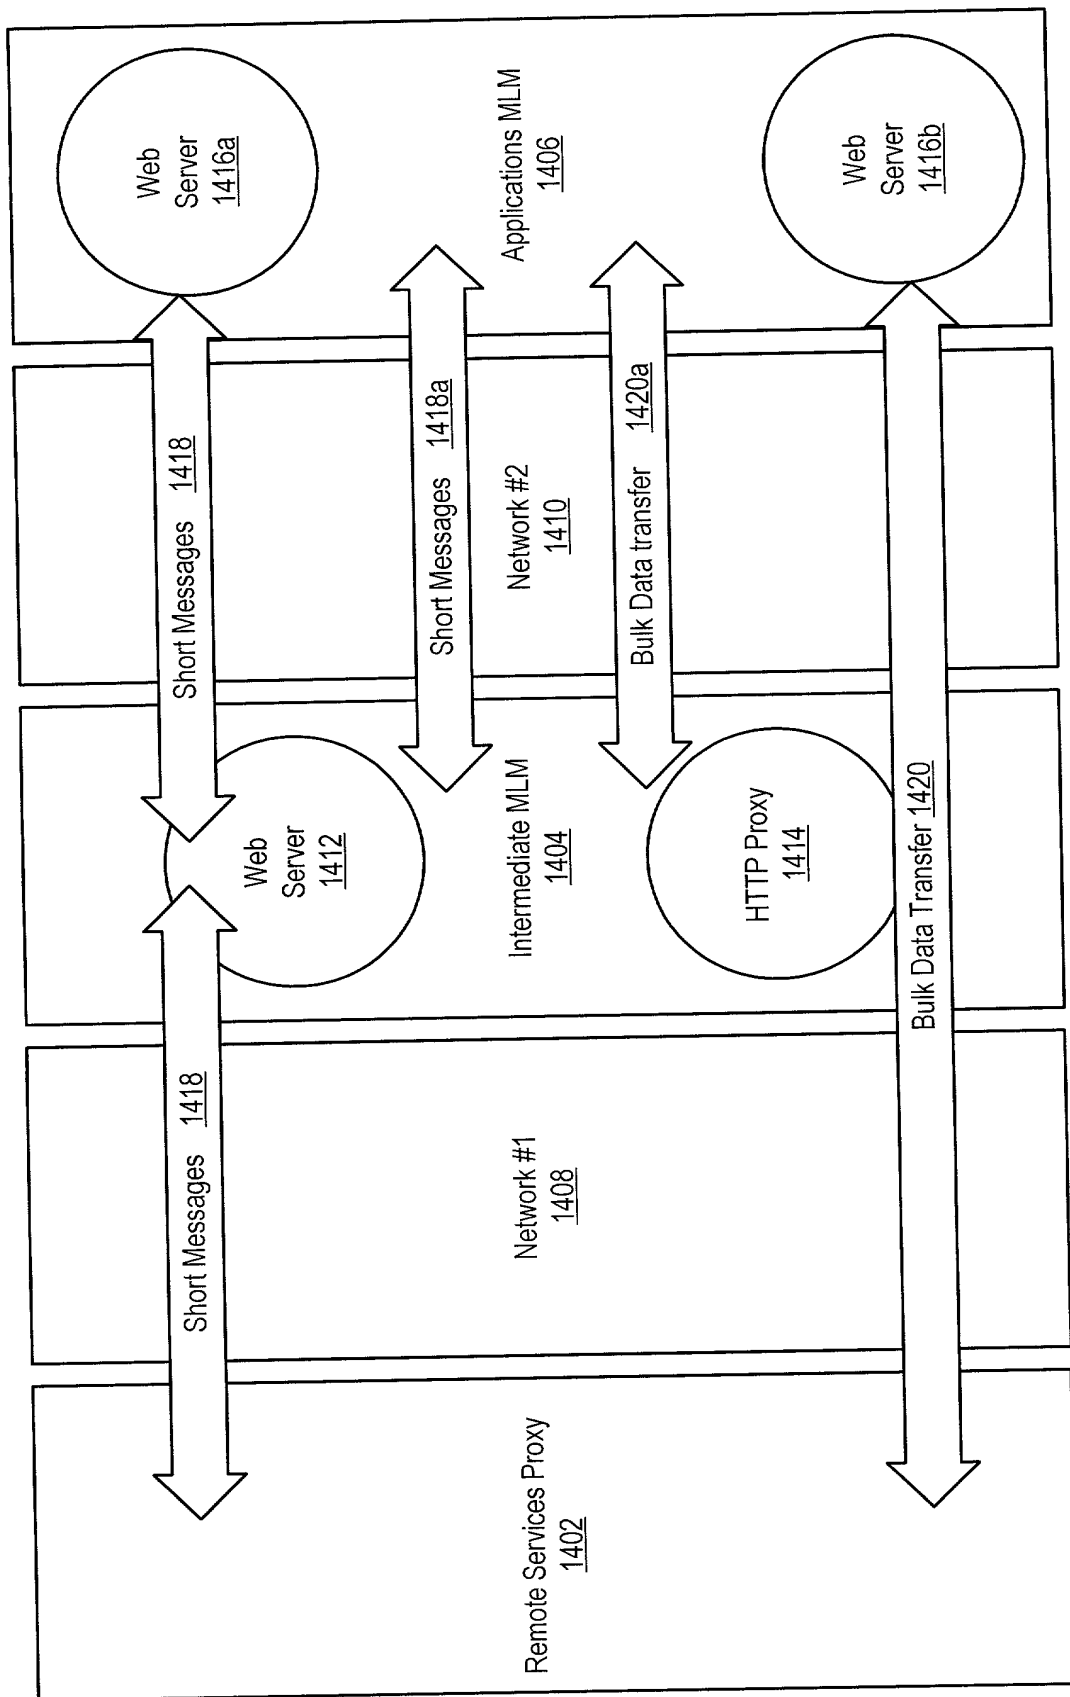 Remote Services Proxy
1402
Short Messages 1418
Network #1
1408
Web
Server
1412
Intermediate MLM
1404
HTTP Proxy
1414
Bulk Data Transfer 1420
Short Messages 1418
Short Messages 1418a
Network #2
1410
Bulk Data transfer 1420a
Web
Server
1416a
Applications MLM
1406
Web
Server
1416b